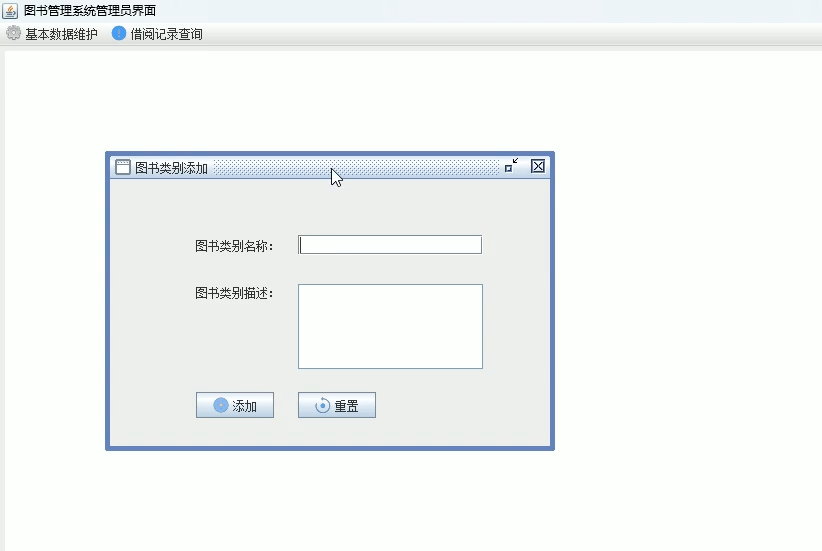 图书管理系统管理员界面
基本数据维护 借阅记录查询
图书类别添加
图书类别名称：
图书类别描述：
添加 重置